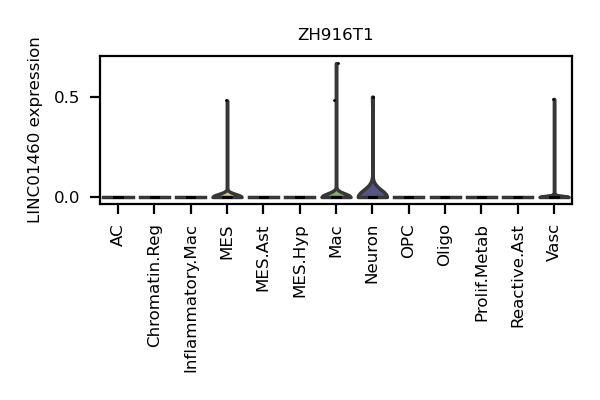 ZH916T1
LINC01460 expression
0.5
0.0
AC
Chromatin.Reg
Inflammatory.Mac
MES
MES.Ast
MES.Hyp
Mac
Neuron
OPC
Oligo
Prolif.Metab
Reactive.Ast
Vasc